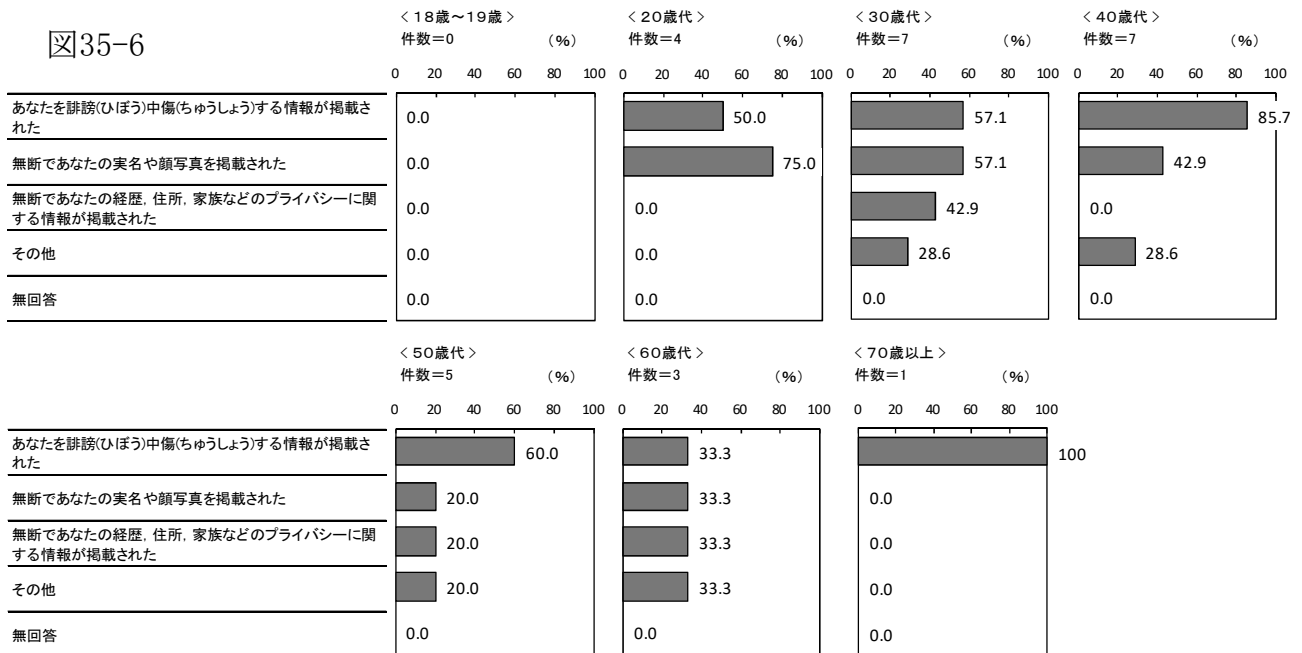 図35-6
＜18歳～19歳＞
件数＝0 (％)
0 20 40 60 80 100
＜20歳代＞
件数＝4 (％)
0 20 40 60 80 100
＜30歳代＞
件数＝7 (％)
0 20 40 60 80 100
＜40歳代＞
件数＝7 (％)
0 20 40 60 80 100
あなたを誹謗(ひぼう)中傷(ちゅうしょう)する情報が掲載さ
れた
0.0 50.0 57.1 85.7
無断であなたの実名や顔写真を掲載された
0.0 75.0 57.1 42.9
無断であなたの経歴，住所，家族などのプライバシーに関
する情報が掲載された
0.0 0.0 42.9 0.0
その他
0.0 0.0 28.6 28.6
無回答
0.0 0.0 0.0 0.0
＜50歳代＞
件数＝5 (％)
0 20 40 60 80 100
＜60歳代＞
件数＝3 (％)
0 20 40 60 80 100
＜70歳以上＞
件数＝1 (％)
0 20 40 60 80 100
あなたを誹謗(ひぼう)中傷(ちゅうしょう)する情報が掲載さ
れた
60.0 33.3 100
無断であなたの実名や顔写真を掲載された
20.0 33.3 0.0
無断であなたの経歴，住所，家族などのプライバシーに関
する情報が掲載された
20.0 33.3 0.0
その他
20.0 33.3 0.0
無回答
0.0 0.0 0.0